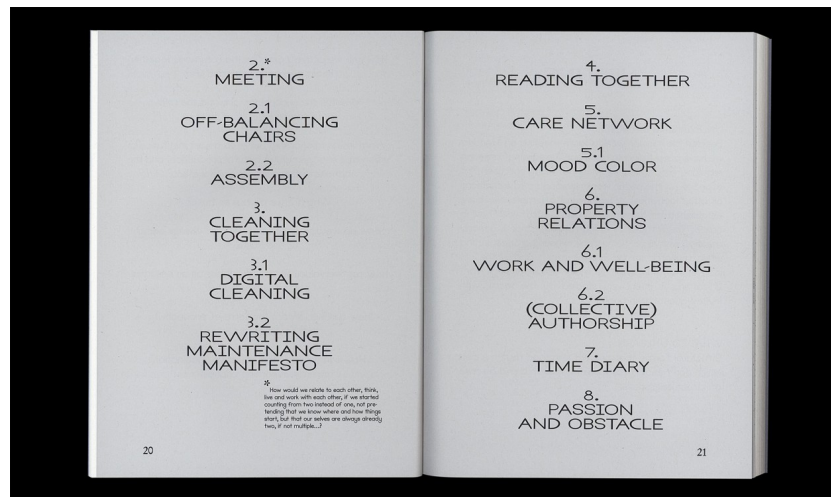 2.*
MEETING
2.1
OFF-BALANCING
CHAIRS
2.2
ASSEMBLY
3.
CLEANING
TOGETHER
3.1
DIGITAL
CLEANING
3.2
REWRITING
MAINTENANCE
MANIFESTO
*
How would we relate to each other, think,
live and work with each other, if we started
counting from two instead of one, not pre-
tending that we know where and how things
start, but that our selves are always already
two, if not multiple...?
20
4.
READING TOGETHER
5.
CARE NETWORK
5.1
MOOD COLOR
6.
PROPERTY
RELATIONS
6.1
WORK AND WELL-BEING
6.2
(COLLECTIVE)
AUTHORSHIP
7.
TIME DIARY
8.
PASSION
AND OBSTACLE
21